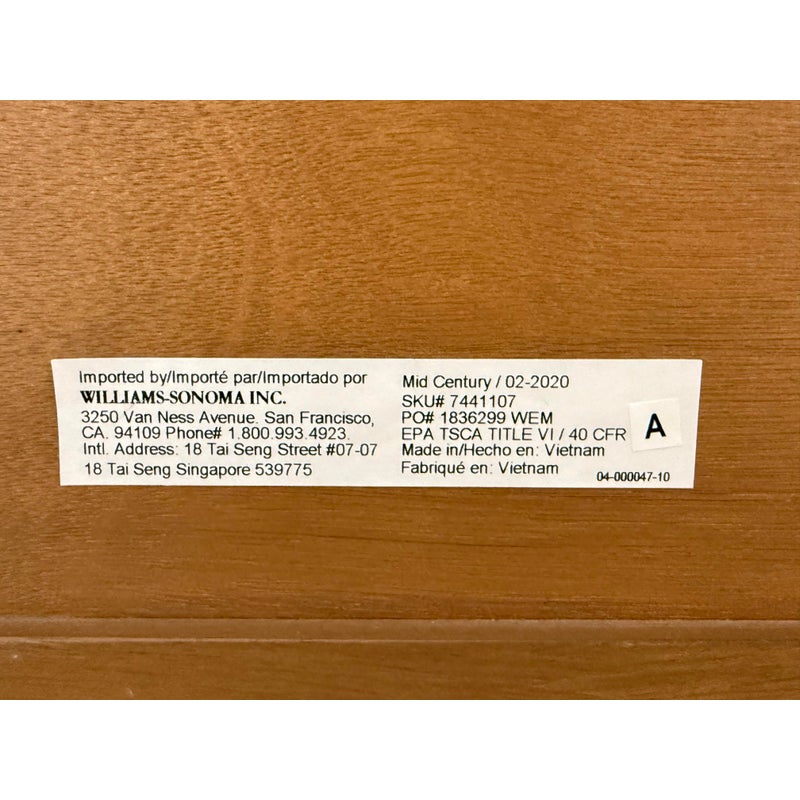 Imported by/Importé par/Importado por
WILLIAMS-SONOMA INC.
3250 Van Ness Avenue. San Francisco,
CA. 94109 Phone# 1.800.993.4923.
Intl. Address: 18 Tai Seng Street #07-07
18 Tai Seng Singapore 539775
Mid Century / 02-2020
SKU# 7441107
PO# 1836299 WEM
EPA TSCA TITLE VI / 40 CFR
Made in/Hecho en: Vietnam
Fabriqué en: Vietnam
04-000047-10
A